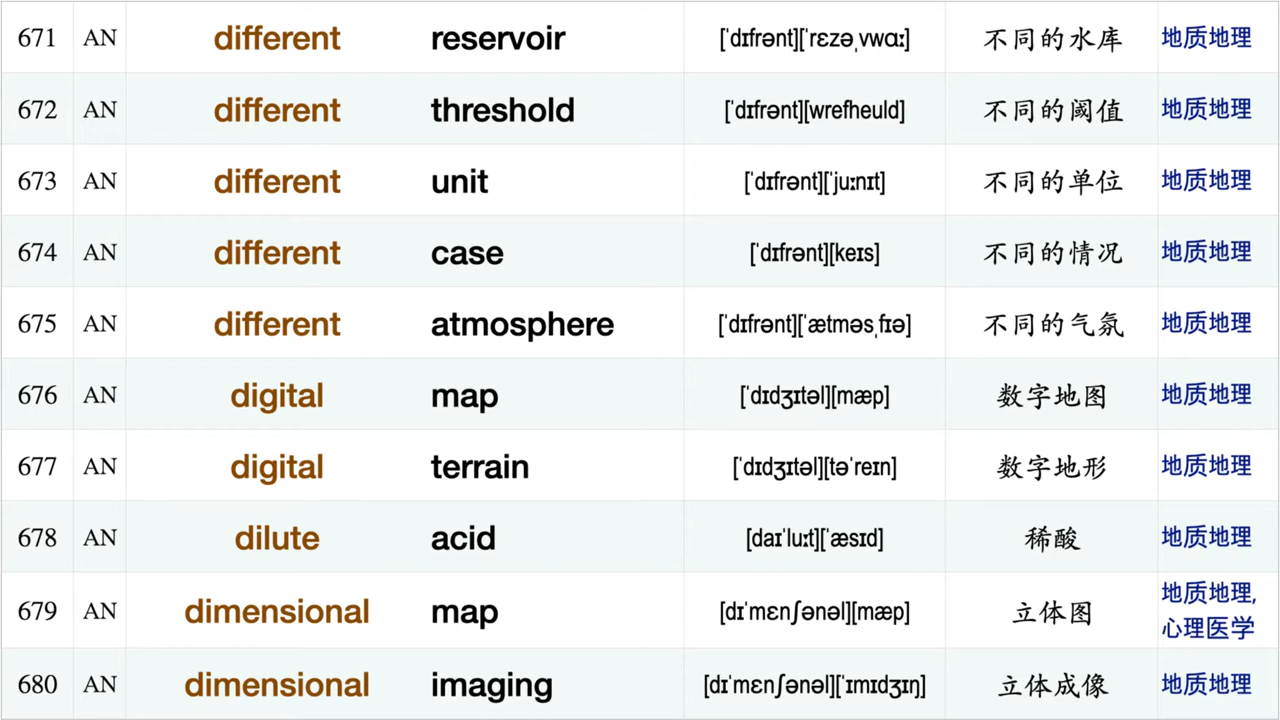 671 AN different reservoir [ˈdɪfrənt][ˈrɛzəˌvwɑː] 不同的水库 地质地理
672 AN different threshold [ˈdɪfrənt][wrefheuld] 不同的阈值 地质地理
673 AN different unit [ˈdɪfrənt][ˈjuːnɪt] 不同的单位 地质地理
674 AN different case [ˈdɪfrənt][keɪs] 不同的情况 地质地理
675 AN different atmosphere [ˈdɪfrənt][ˈætməsˌfɪə] 不同的气氛 地质地理
676 AN digital map [ˈdɪdʒɪtəl][mæp] 数字地图 地质地理
677 AN digital terrain [ˈdɪdʒɪtəl][təˈreɪn] 数字地形 地质地理
678 AN dilute acid [daɪˈluːt][ˈæsɪd] 稀酸 地质地理
679 AN dimensional map [dɪˈmɛnʃənəl][mæp] 立体图 地质地理,
心理医学
680 AN dimensional imaging [dɪˈmɛnʃənəl][ˈɪmɪdʒɪŋ] 立体成像 地质地理